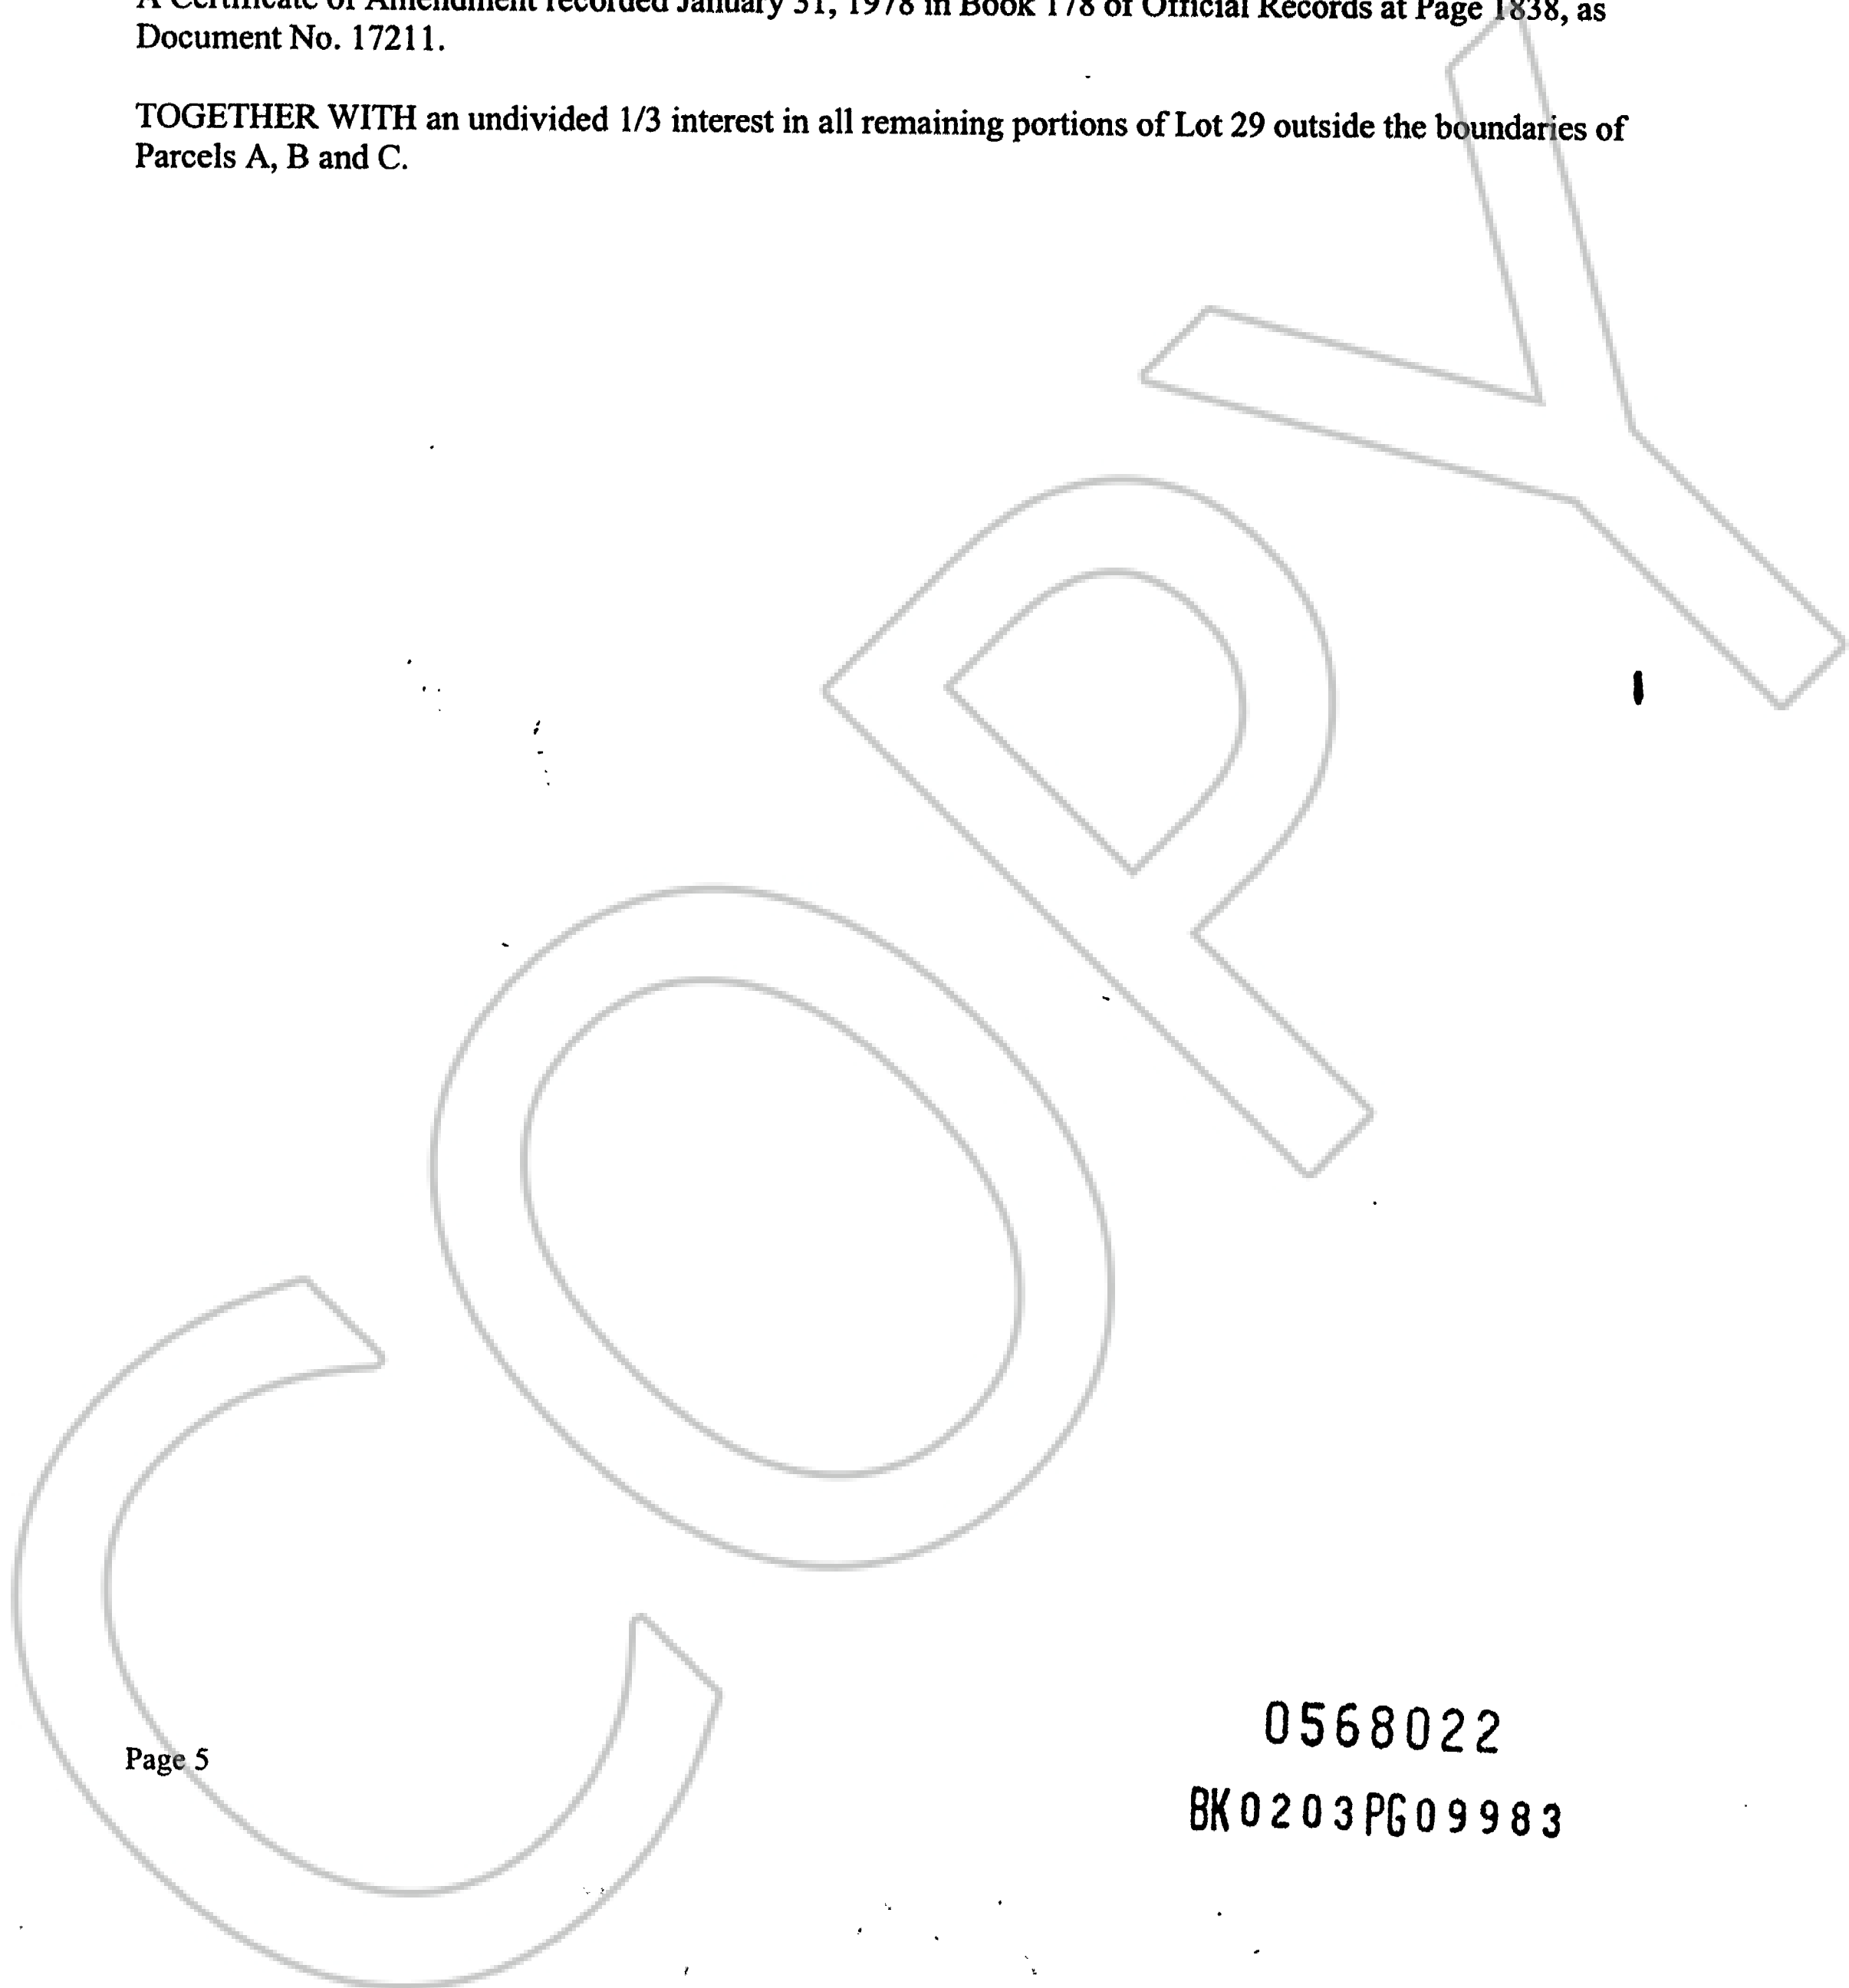 A Certificate of Amendment recorded January 31, 1978 in Book 178 of Official Records at Page 1838, as
Document No. 17211.
TOGETHER WITH an undivided 1/3 interest in all remaining portions of Lot 29 outside the boundaries of
Parcels A, B and C.
COPY
Page 5
0568022
BK0203PG09983